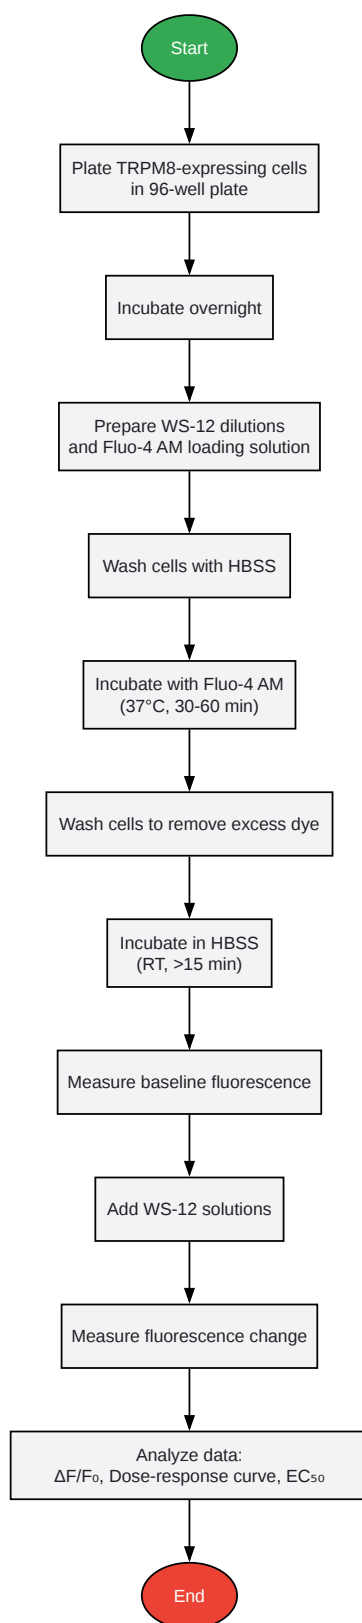 Start
Plate TRPM8-expressing cells
in 96-well plate
Incubate overnight
Prepare WS-12 dilutions
and Fluo-4 AM loading solution
Wash cells with HBSS
Incubate with Fluo-4 AM
(37°C, 30-60 min)
Wash cells to remove excess dye
Incubate in HBSS
(RT, >15 min)
Measure baseline fluorescence
Add WS-12 solutions
Measure fluorescence change
Analyze data:
ΔF/F₀, Dose-response curve, EC₅₀
End